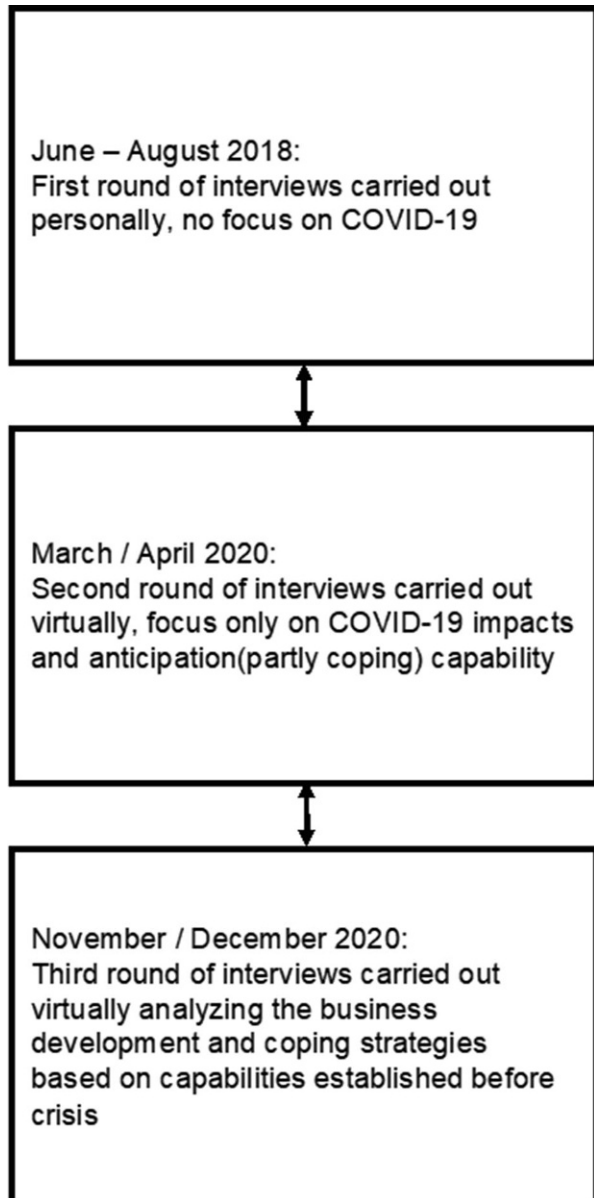 June – August 2018:
First round of interviews carried out
personally, no focus on COVID-19
March / April 2020:
Second round of interviews carried out
virtually, focus only on COVID-19 impacts
and anticipation(partly coping) capability
November / December 2020:
Third round of interviews carried out
virtually analyzing the business
development and coping strategies
based on capabilities established before
crisis